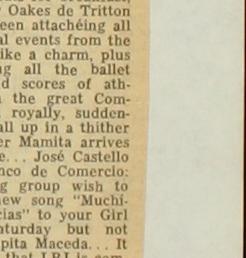 Oakes de Tritton
een attachéing all
l events from the
ike a charm, plus
g all the ballet
d scores of ath-
the great Com-
royally, sudden-
all up in a thither
er Mamita arrives
e... José Castello
nco de Comercio:
g group wish to
new song "Muchí-
cias" to your Girl
aturday but not
pita Maceda... It